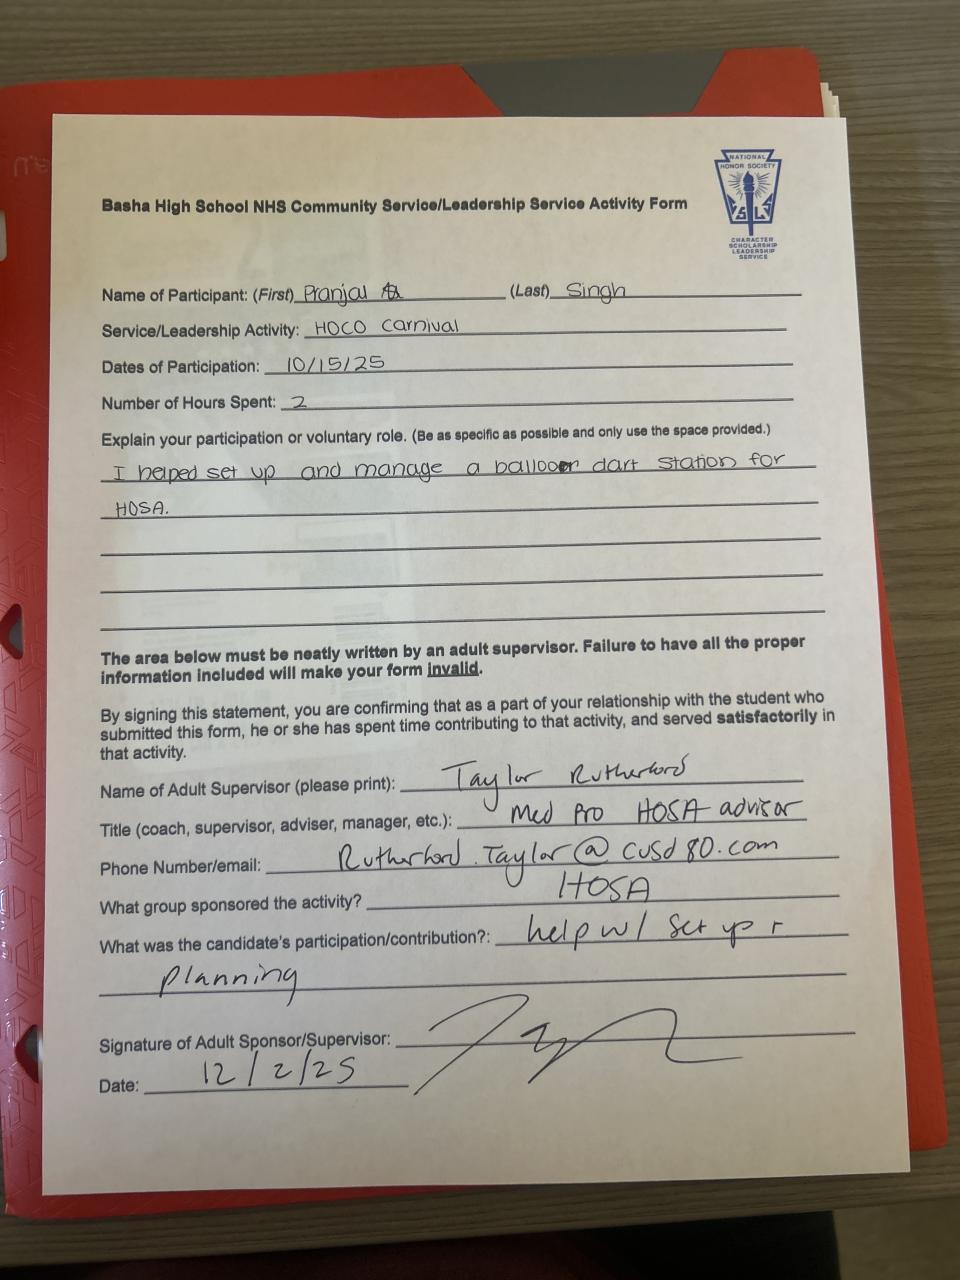 NATIONAL
HONOR SOCIETY
CHARACTER
SCHOLARSHIP
LEADERSHIP
SERVICE
Basha High School NHS Community Service/Leadership Service Activity Form
Name of Participant: (First) Pranjal (Last) Singh
Service/Leadership Activity: HOCO Carnival
Dates of Participation: 10/15/25
Number of Hours Spent: 2
Explain your participation or voluntary role. (Be as specific as possible and only use the space provided.)
I helped set up and manage a balloon dart station for
HOSA.
The area below must be neatly written by an adult supervisor. Failure to have all the proper
information included will make your form invalid.
By signing this statement, you are confirming that as a part of your relationship with the student who
submitted this form, he or she has spent time contributing to that activity, and served satisfactorily in
that activity.
Name of Adult Supervisor (please print): Taylor Rutherford
Title (coach, supervisor, adviser, manager, etc.): Med Pro HOSA advisor
Phone Number/email: Rutherford.Taylor@cusd80.com
What group sponsored the activity? HOSA
What was the candidate's participation/contribution?: help w/ set up +
planning
Signature of Adult Sponsor/Supervisor:
Date: 12/2/25